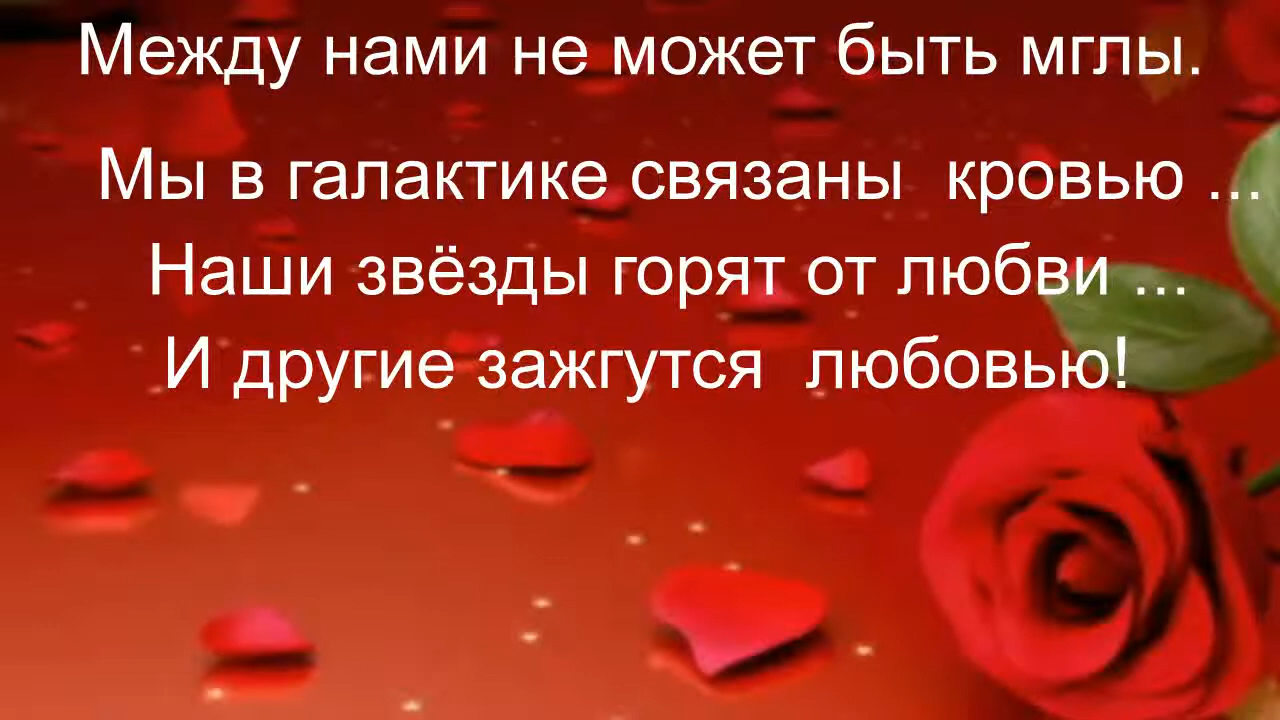 Между нами не может быть мглы.
Мы в галактике связаны кровью ...
Наши звёзды горят от любви ...
И другие зажгутся любовью!